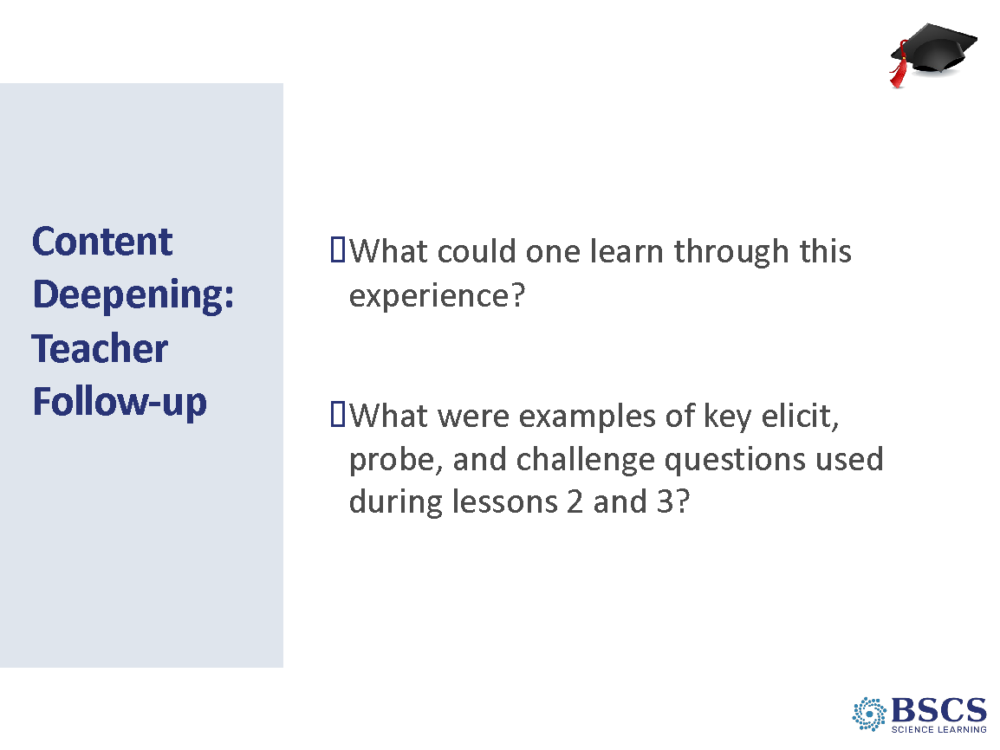 Content
Deepening:
Teacher
Follow-up
What could one learn through this
experience?
What were examples of key elicit,
probe, and challenge questions used
during lessons 2 and 3?
BSCS
SCIENCE LEARNING